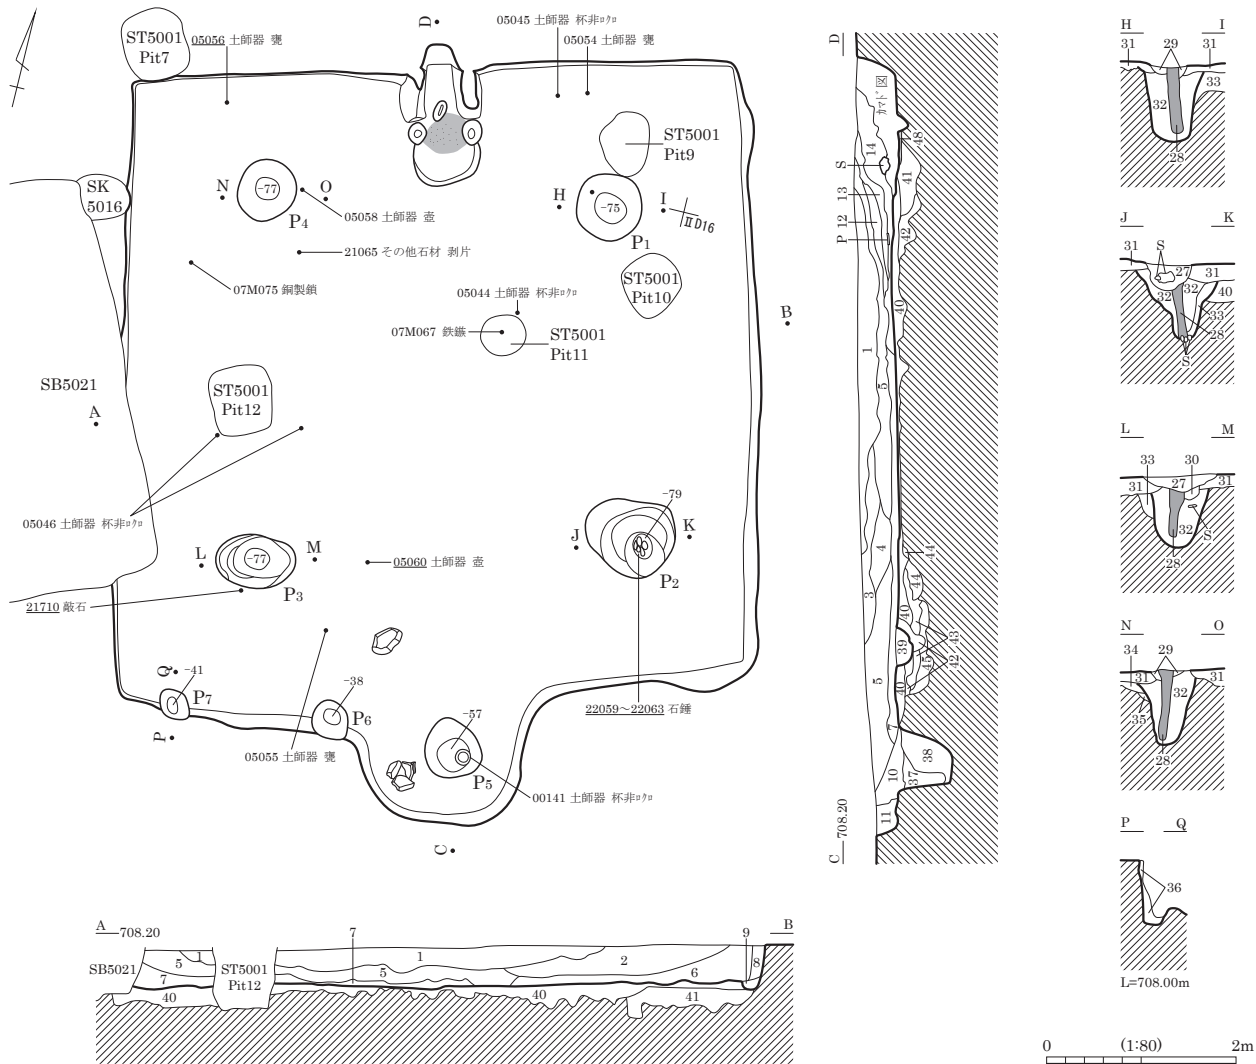 D
05045 土師器 杯非ロクロ
05054 土師器 甕
05056 土師器 甕
ST5001
Pit7
ST5001
Pit9
SK
5016
N
-77
O
P4
05058 土師器 壺
H
-75
I
P1
ⅡD16
21065 その他石材 剥片
07M075 銅製鎖
ST5001
Pit10
05044 土師器 杯非ロクロ
07M067 鉄鏃
ST5001
Pit11
B
SB5021
A
ST5001
Pit12
05046 土師器 杯非ロクロ
-79
J
K
P2
L
-77
M
P3
05060 土師器 壺
21710 敲石
Q
-41
P7
P
-38
P6
05055 土師器 甕
-57
P5
22059～22063 石錘
00141 土師器 杯非ロクロ
C
D
カマド図
14
48
S
41
13
12
P
42
40
1
5
4
44
44
3
40
43
39
45
42
5
40
7
38
10
37
11
C
708.20
H
I
31
29
31
33
32
28
J
K
31
S
27
31
32
32
40
33
28
S
L
M
33
30
31
27
31
32
S
28
N
O
34
29
31
32
31
35
28
P
Q
36
L=708.00m
A
708.20
7
9
B
SB5021
5
1
ST5001
Pit12
1
2
8
7
5
6
40
40
41
0
(1:80)
2m